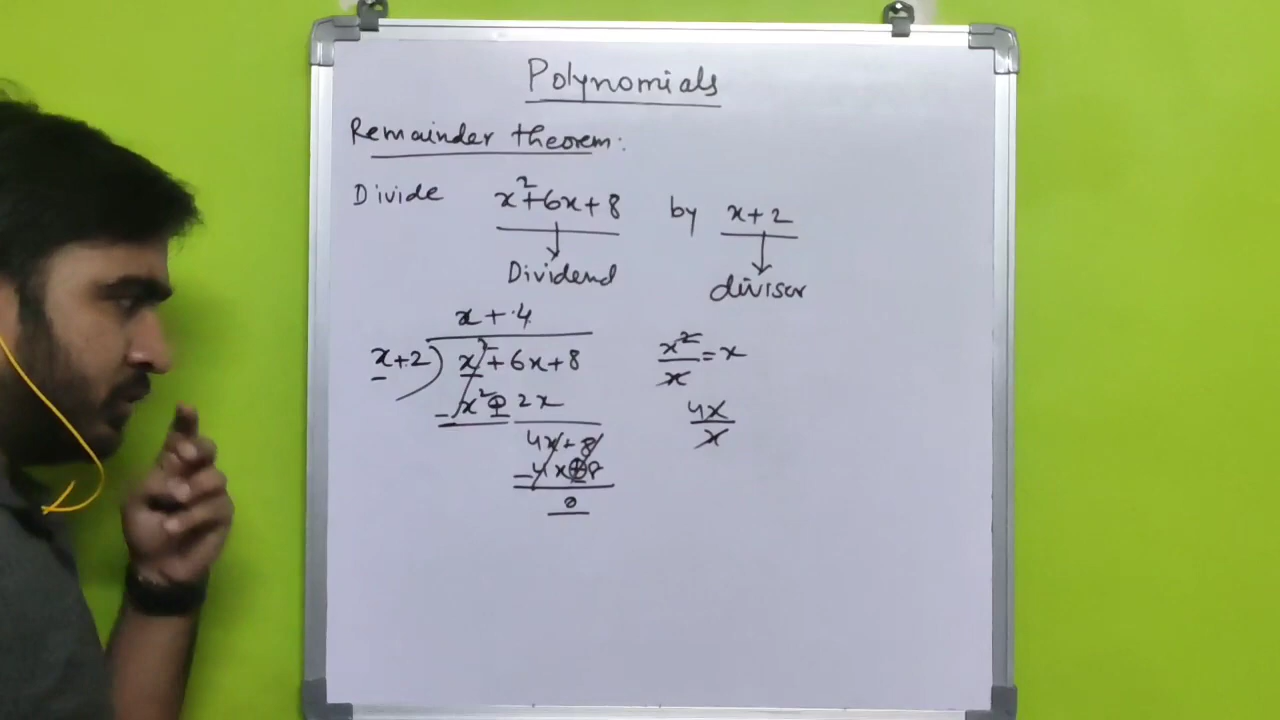 Polynomials
Remainder theorem:
Divide x²+6x+8 by x+2
Dividend divisor
x+4
x+2) x²+6x+8 x²/x=x
-x²+2x 4x/x
4x+8
-4x+8
0